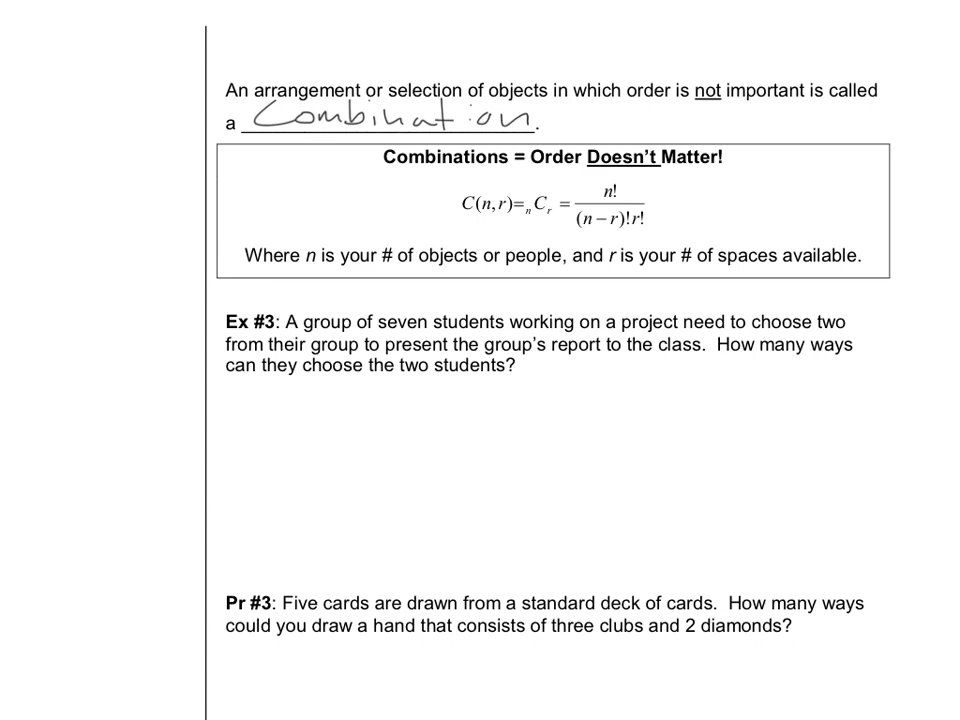 An arrangement or selection of objects in which order is not important is called
a Combination.
Combinations = Order Doesn't Matter!
C(n,r)=ₙCᵣ = n!/((n−r)!r!)
Where n is your # of objects or people, and r is your # of spaces available.
Ex #3: A group of seven students working on a project need to choose two
from their group to present the group's report to the class. How many ways
can they choose the two students?
Pr #3: Five cards are drawn from a standard deck of cards. How many ways
could you draw a hand that consists of three clubs and 2 diamonds?